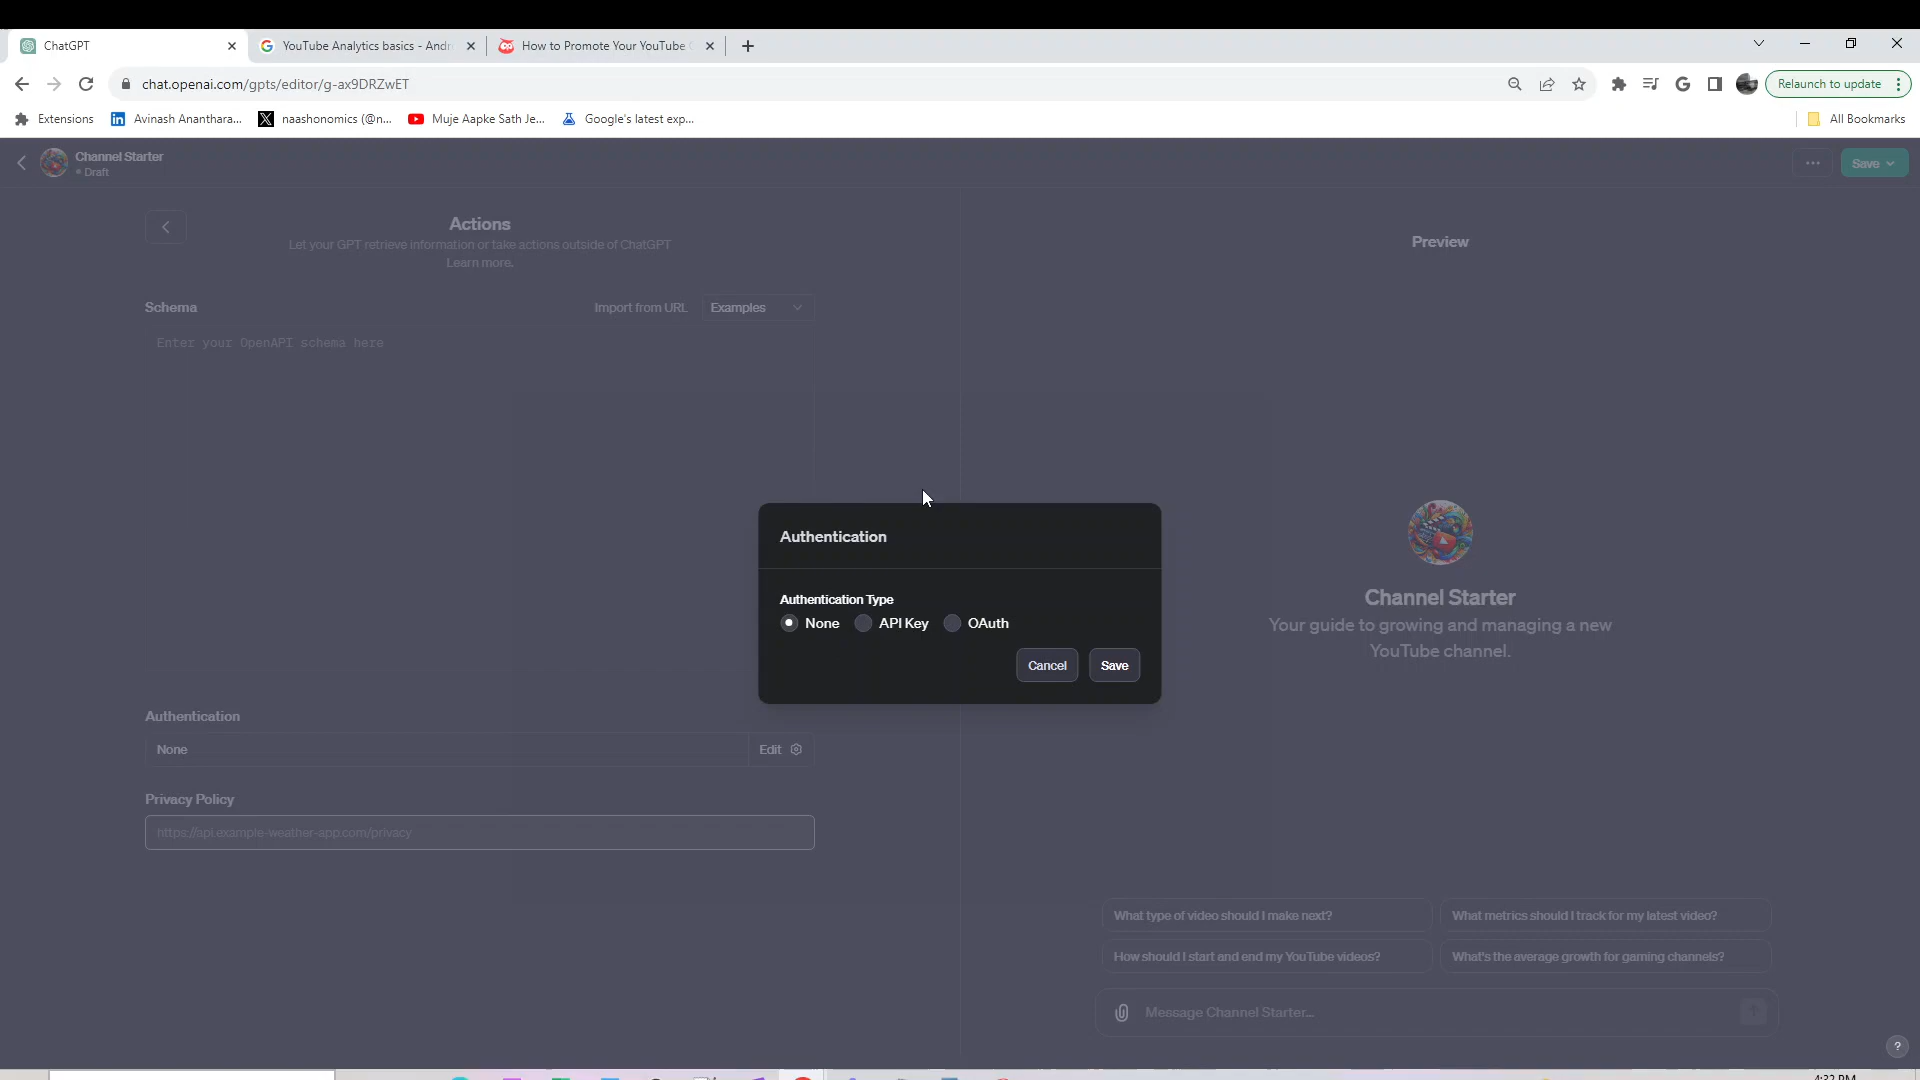 ChatGPT
YouTube Analytics basics - Andr
How to Promote Your YouTube
chat.openai.com/gpts/editor/g-ax9DRZwET
Relaunch to update
Extensions
Avinash Ananthara...
naashonomics (@n...
Muje Aapke Sath Je...
Google's latest exp...
All Bookmarks
Channel Starter
Draft
Save
Actions
Let your GPT retrieve information or take actions outside of ChatGPT
Learn more.
Preview
Schema
Import from URL
Examples
Enter your OpenAPI schema here
Authentication
Authentication Type
None
API Key
OAuth
Cancel
Save
Channel Starter
Your guide to growing and managing a new
YouTube channel.
Authentication
None
Edit
Privacy Policy
https://api.example-weather-app.com/privacy
What type of video should I make next?
What metrics should I track for my latest video?
How should I start and end my YouTube videos?
What's the average growth for gaming channels?
Message Channel Starter...
?
4:32 PM